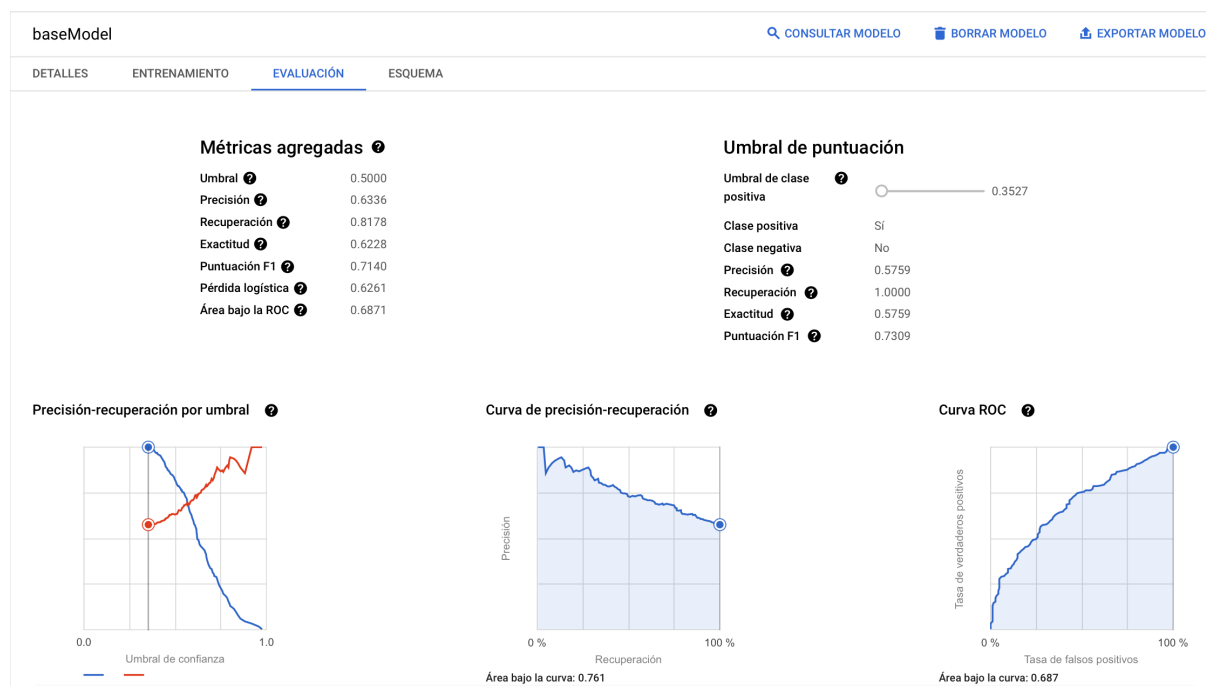 baseModel
CONSULTAR MODELO
BORRAR MODELO
EXPORTAR MODELO
DETALLES
ENTRENAMIENTO
EVALUACIÓN
ESQUEMA
Métricas agregadas
Umbral 0.5000
Precisión 0.6336
Recuperación 0.8178
Exactitud 0.6228
Puntuación F1 0.7140
Pérdida logística 0.6261
Área bajo la ROC 0.6871
Umbral de puntuación
Umbral de clase
positiva
0.3527
Clase positiva Sí
Clase negativa No
Precisión 0.5759
Recuperación 1.0000
Exactitud 0.5759
Puntuación F1 0.7309
Precisión-recuperación por umbral
0.0
1.0
Umbral de confianza
Curva de precisión-recuperación
Precisión
0 %
100 %
Recuperación
Área bajo la curva: 0.761
Curva ROC
Tasa de verdaderos positivos
0 %
100 %
Tasa de falsos positivos
Área bajo la curva: 0.687